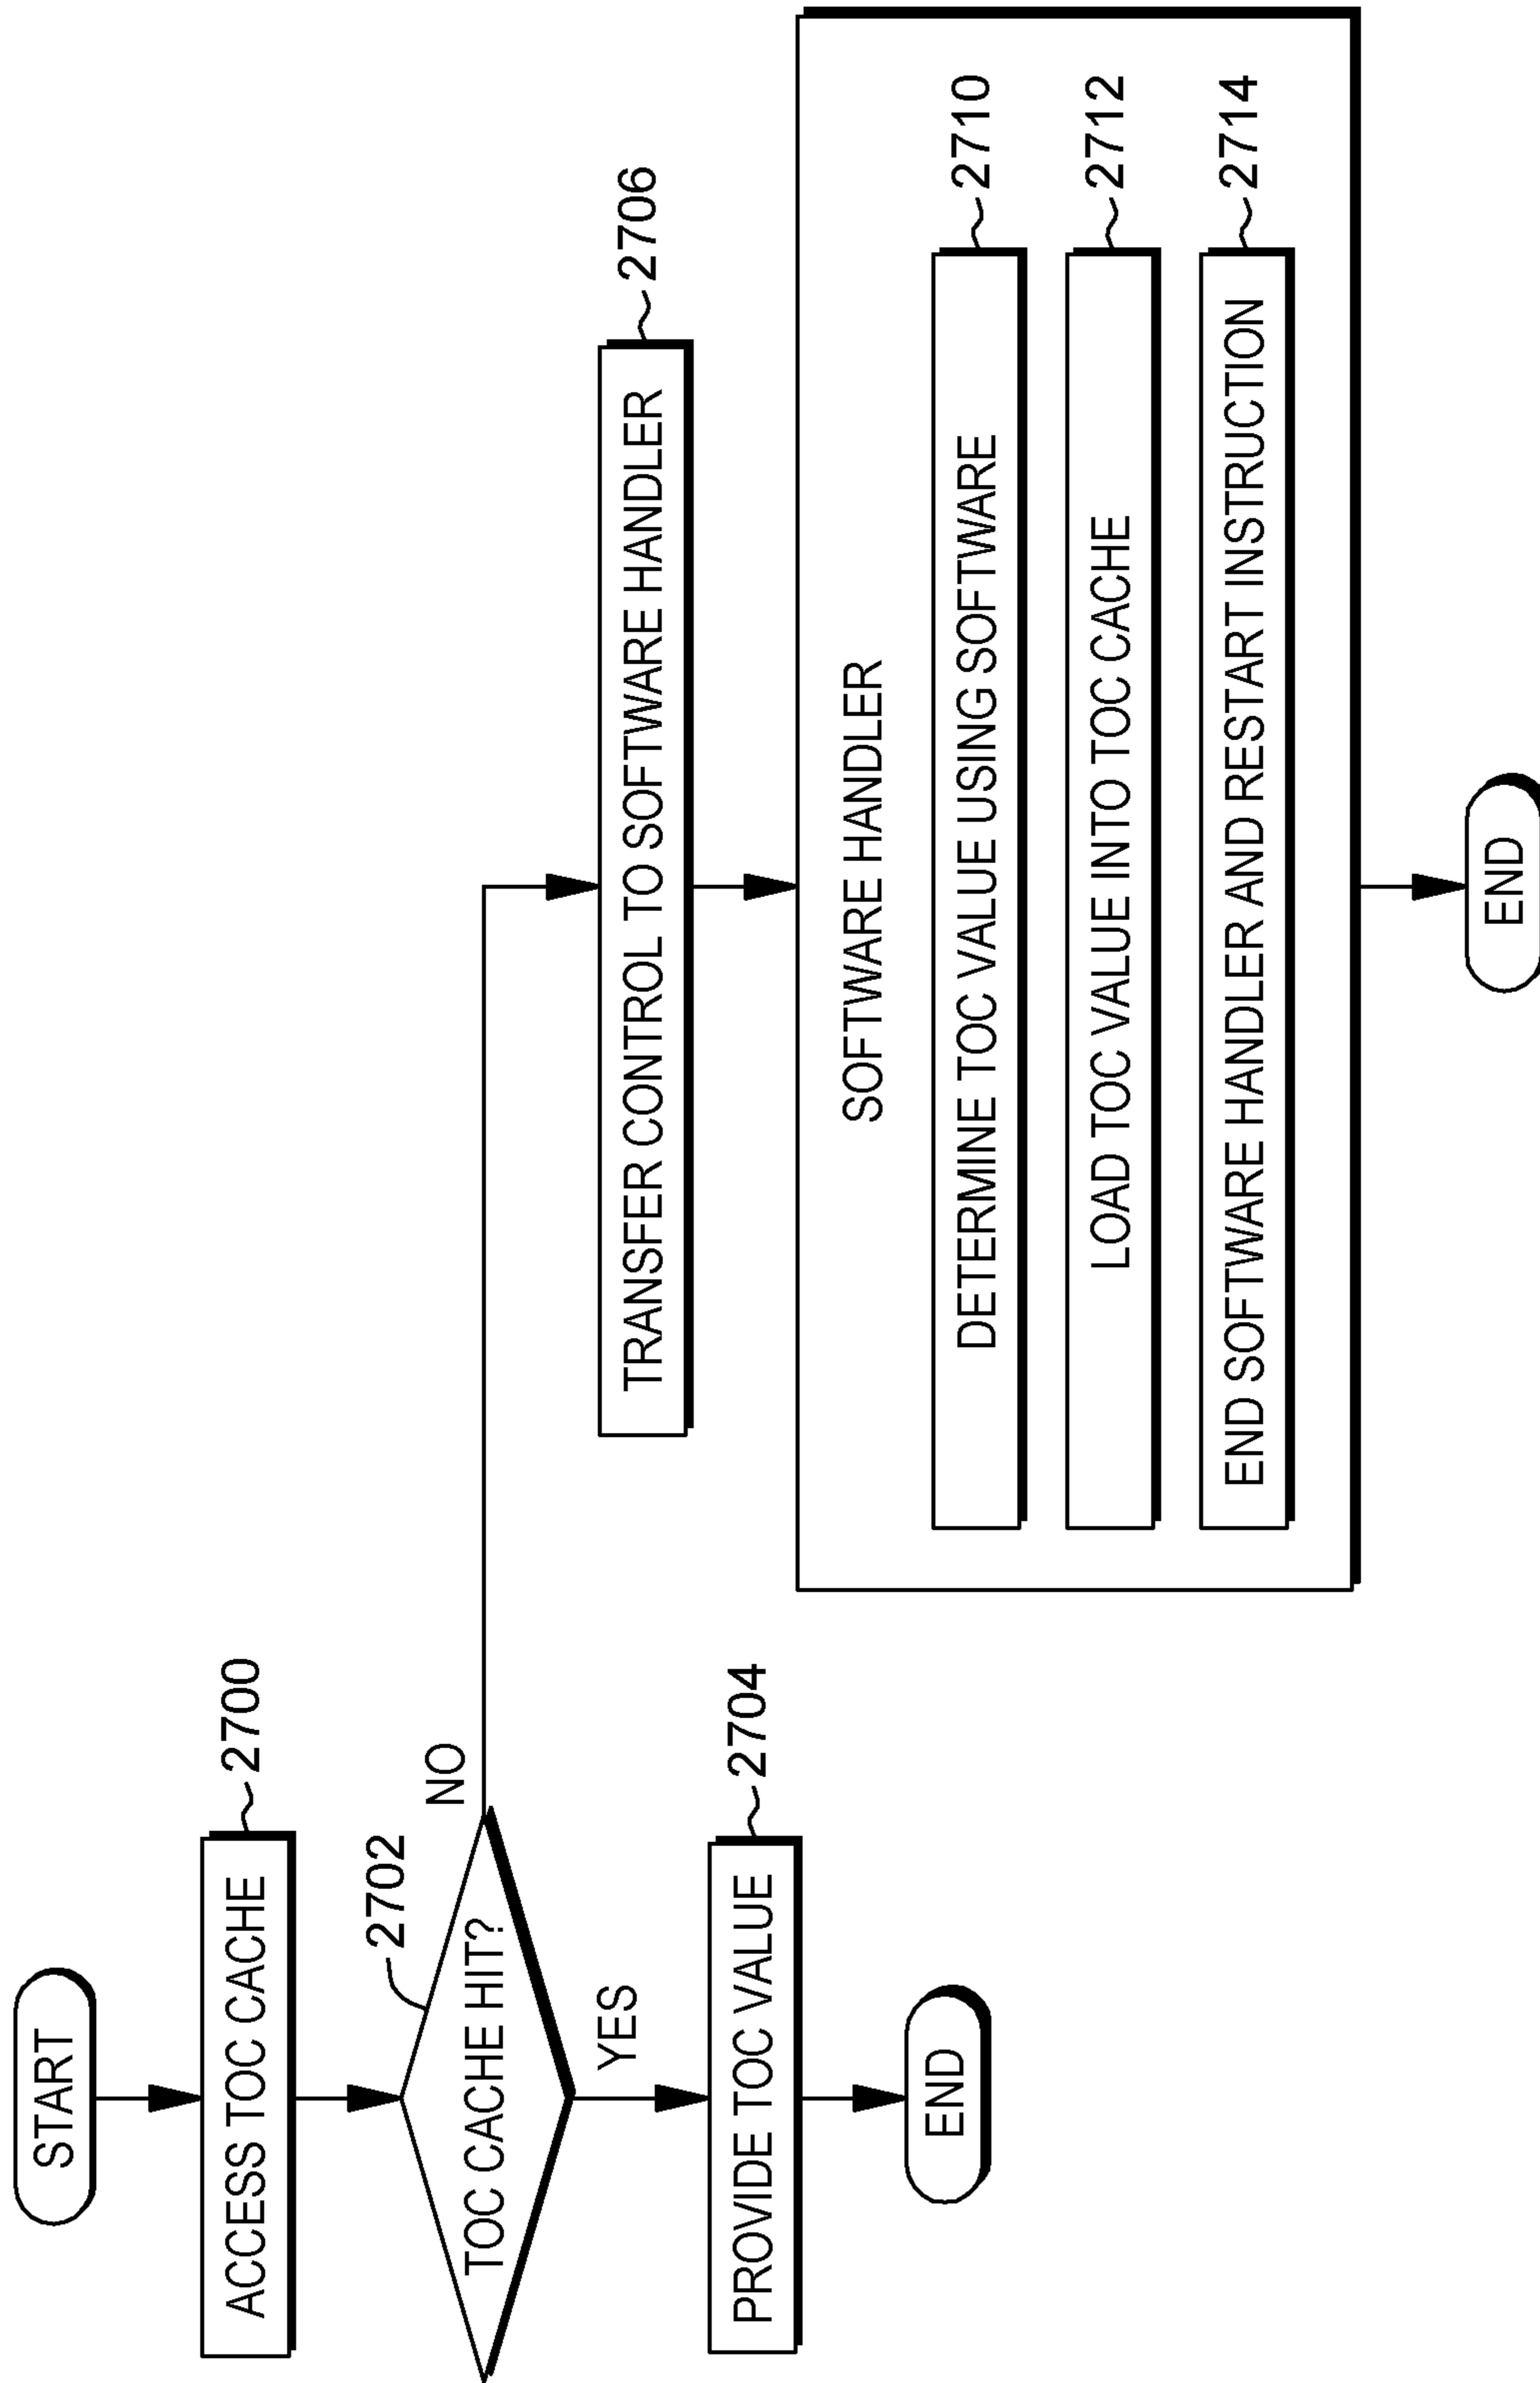 START
ACCESS TOC CACHE
2700
TOC CACHE HIT?
2702
NO
YES
PROVIDE TOC VALUE
2704
END
TRANSFER CONTROL TO SOFTWARE HANDLER
2706
SOFTWARE HANDLER
DETERMINE TOC VALUE USING SOFTWARE
2710
LOAD TOC VALUE INTO TOC CACHE
2712
END SOFTWARE HANDLER AND RESTART INSTRUCTION
2714
END